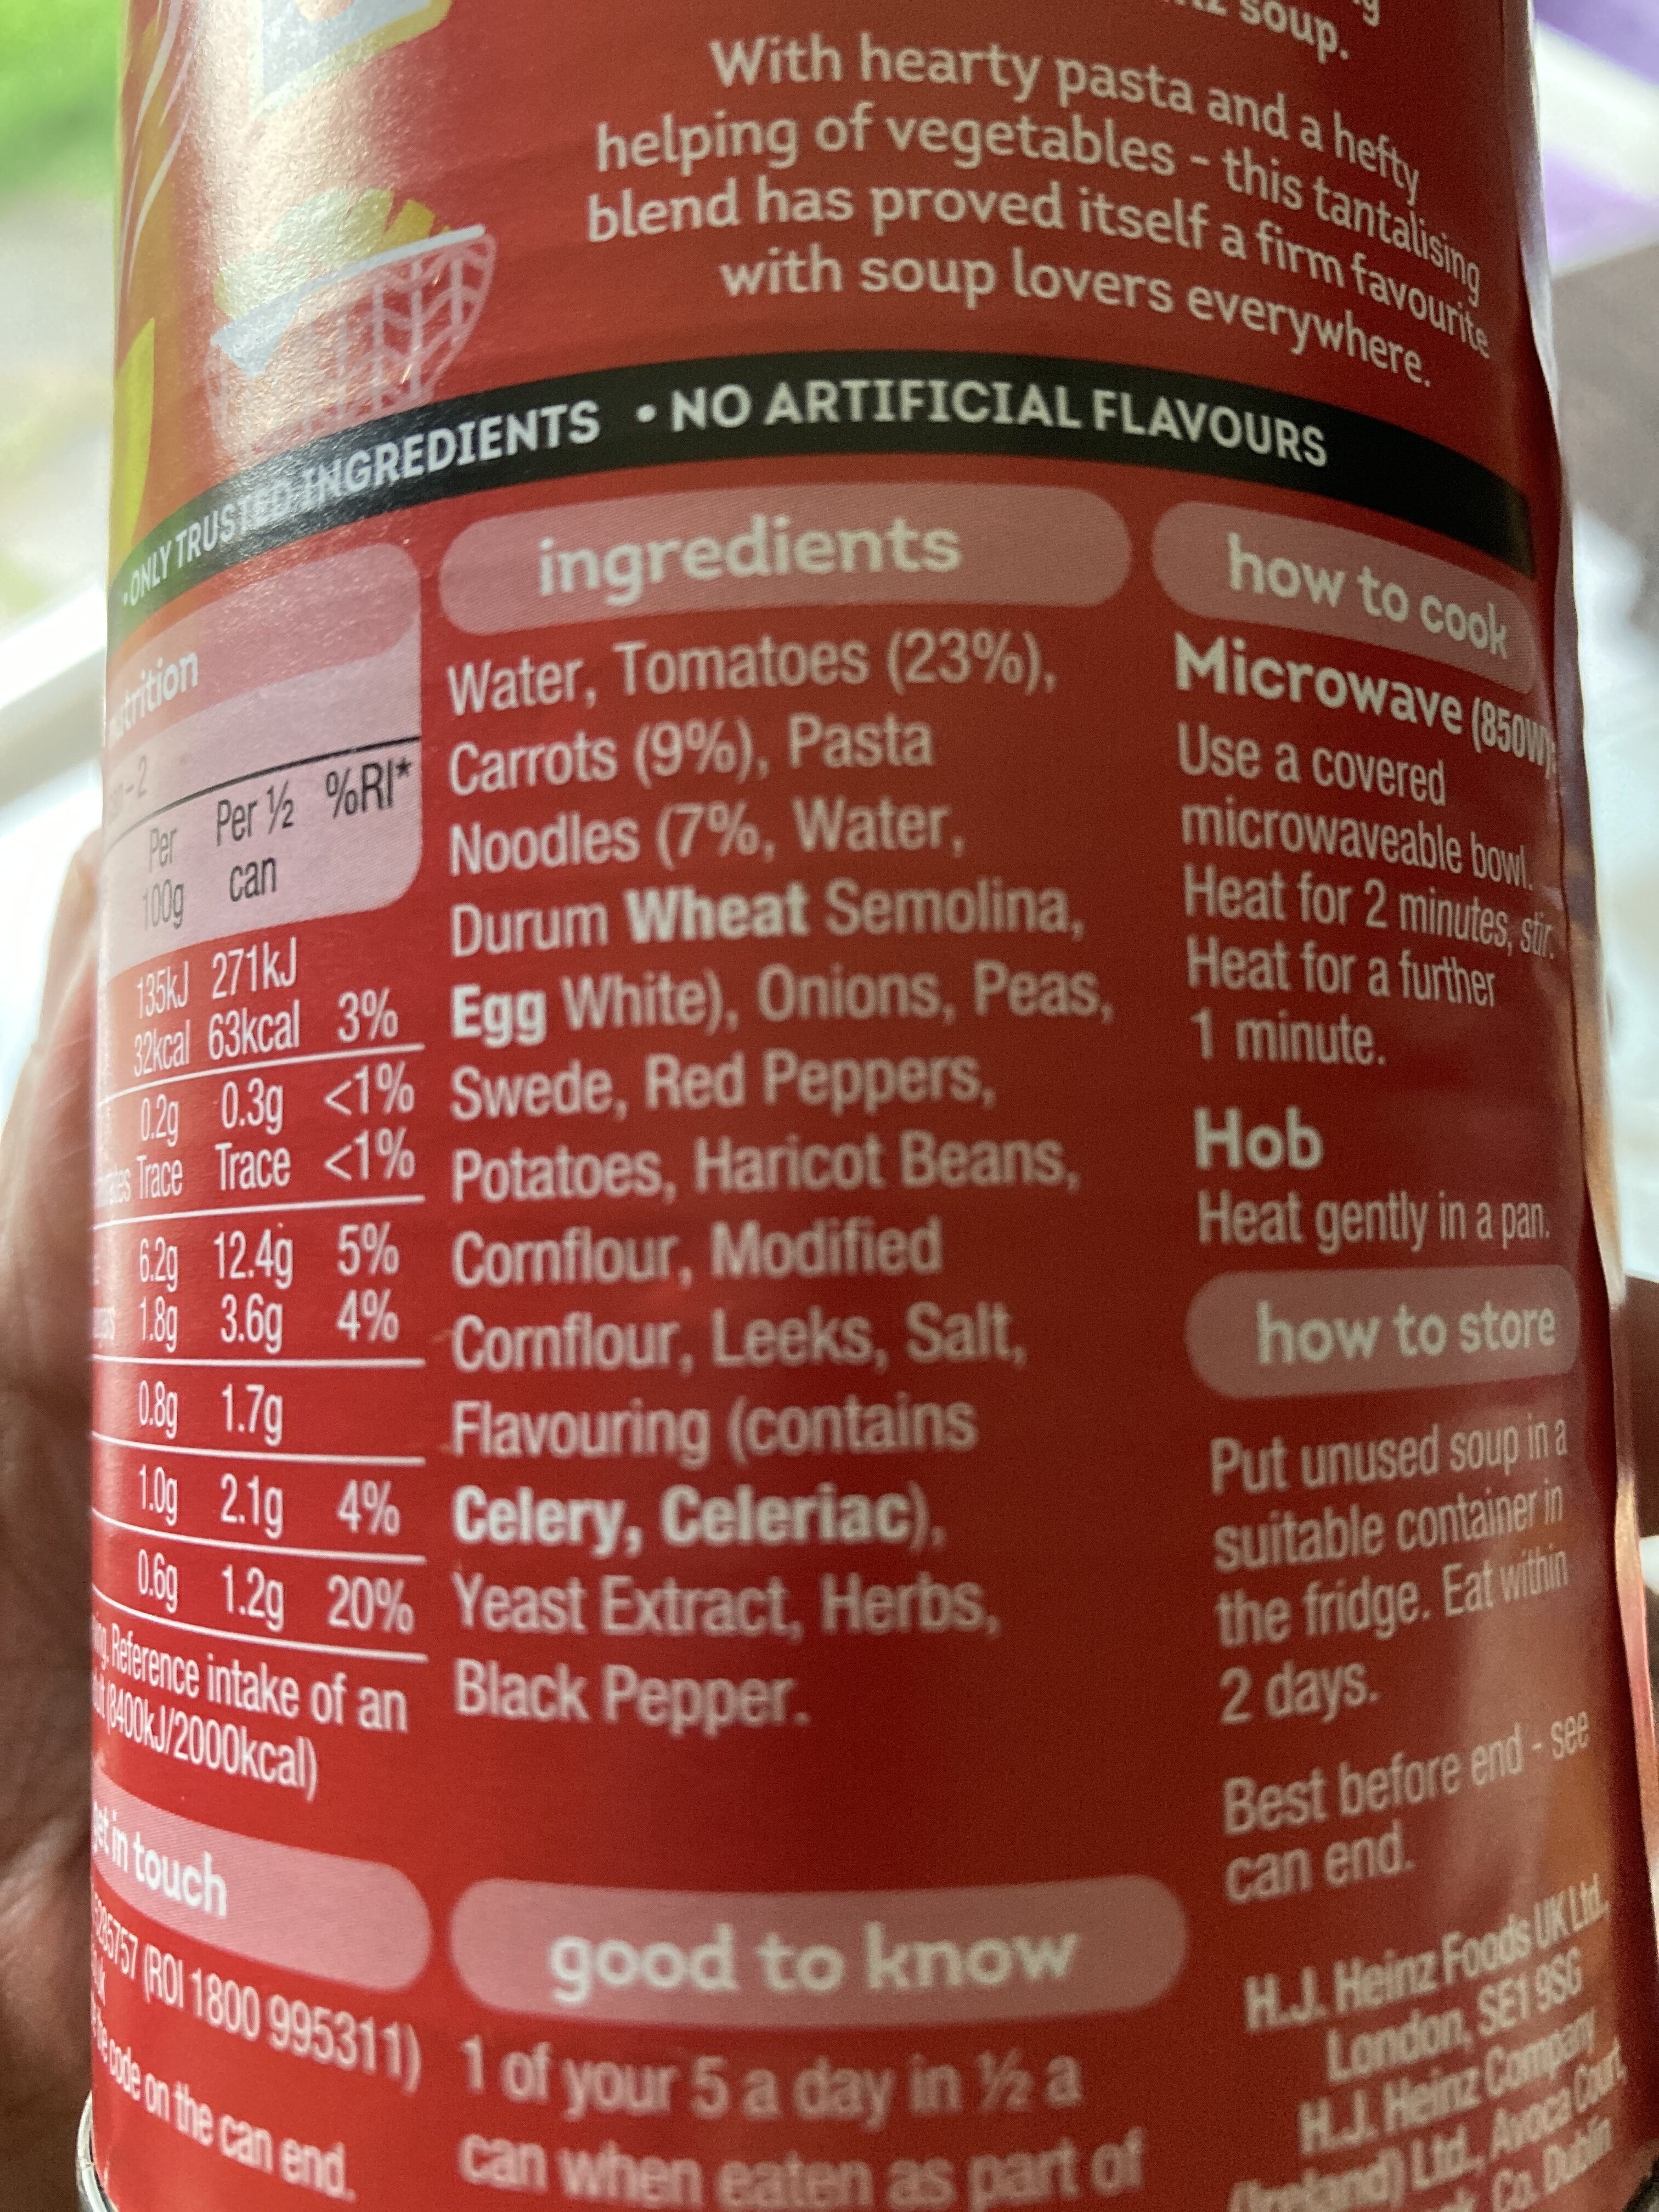 soup.
With hearty pasta and a hefty
helping of vegetables - this tantalising
blend has proved itself a firm favourite
with soup lovers everywhere.
•ONLY TRUSTED INGREDIENTS • NO ARTIFICIAL FLAVOURS
nutrition
- 2
Per 100g
Per ½ can
%RI*
135kJ 271kJ
32kcal 63kcal 3%
0.2g 0.3g <1%
Trace Trace <1%
6.2g 12.4g 5%
1.8g 3.6g 4%
0.8g 1.7g
1.0g 2.1g 4%
0.6g 1.2g 20%
Reference intake of an
(8400kJ/2000kcal)
get in touch
(ROI 1800 995311)
code on the can end.
ingredients
Water, Tomatoes (23%),
Carrots (9%), Pasta
Noodles (7%, Water,
Durum Wheat Semolina,
Egg White), Onions, Peas,
Swede, Red Peppers,
Potatoes, Haricot Beans,
Cornflour, Modified
Cornflour, Leeks, Salt,
Flavouring (contains
Celery, Celeriac),
Yeast Extract, Herbs,
Black Pepper.
good to know
1 of your 5 a day in ½ a
can when eaten as part of
how to cook
Microwave (850W):
Use a covered
microwaveable bowl.
Heat for 2 minutes, stir.
Heat for a further
1 minute.
Hob
Heat gently in a pan.
how to store
Put unused soup in a
suitable container in
the fridge. Eat within
2 days.
Best before end - see
can end.
H.J. Heinz Foods UK Ltd.,
London, SE1 9SG
H.J. Heinz Company
(Ireland) Ltd., Avoca Court,
Co. Dublin